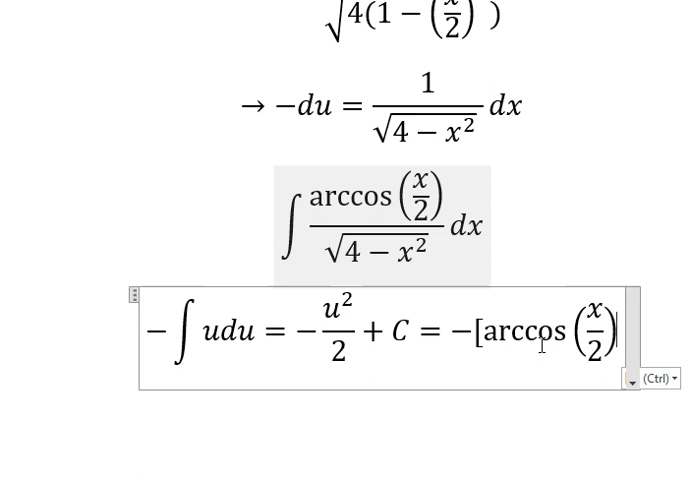 √4(1 − (x/2) )
→ −du = 1/√4 − x² dx
∫ arccos (x/2)/√4 − x² dx
− ∫ udu = − u²/2 + C = −[arccos (x/2)
(Ctrl)